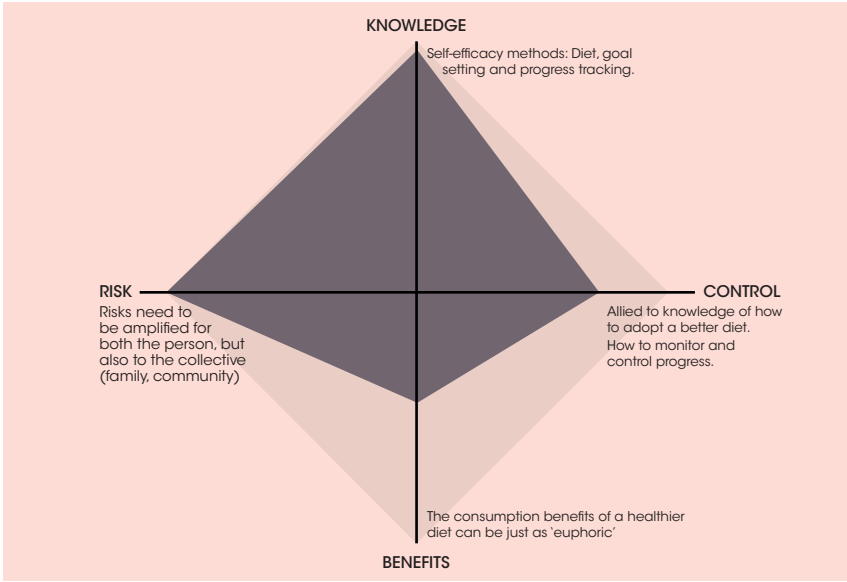 KNOWLEDGE
Self-efficacy methods: Diet, goal
setting and progress tracking.
RISK
Risks need to
be amplified for
both the person, but
also to the collective
(family, community)
CONTROL
Allied to knowledge of how
to adopt a better diet.
How to monitor and
control progress.
The consumption benefits of a healthier
diet can be just as ‘euphoric’
BENEFITS